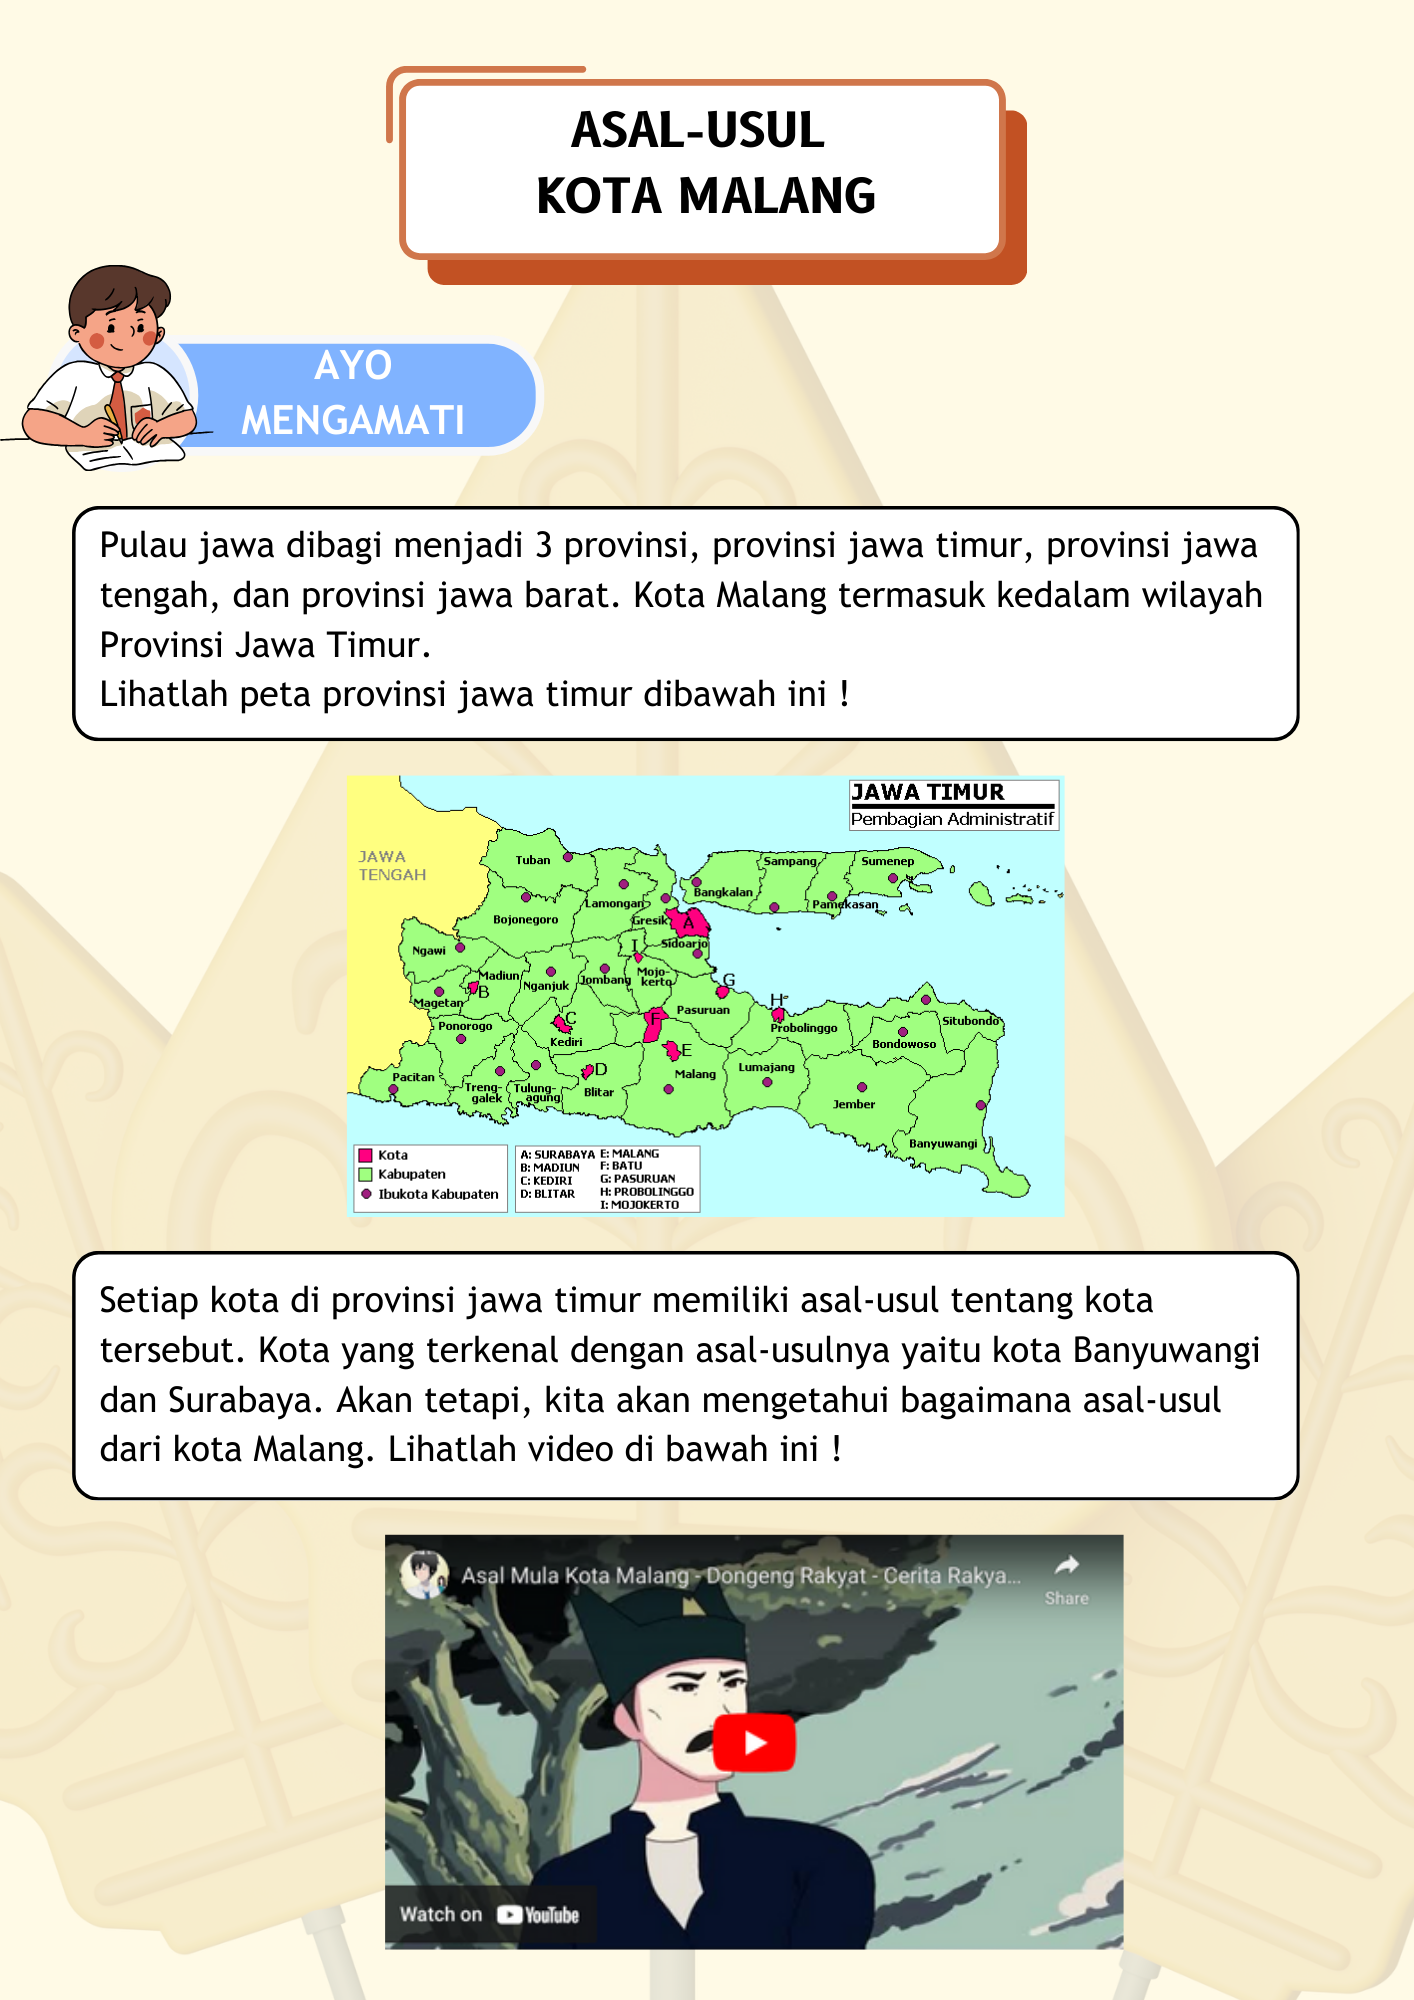 ASAL-USUL
KOTA MALANG
AYO
MENGAMATI
Pulau jawa dibagi menjadi 3 provinsi, provinsi jawa timur, provinsi jawa
tengah, dan provinsi jawa barat. Kota Malang termasuk kedalam wilayah
Provinsi Jawa Timur.
Lihatlah peta provinsi jawa timur dibawah ini !
JAWA TIMUR
Pembagian Administratif
JAWA
TENGAH
Tuban
Sampang
Sumenep
Lamongan
Bangkalan
Pamekasan
Bojonegoro
Gresik
A
Ngawi
I
Sidoarjo
Madiun
B
Nganjuk
Jombang
Mojo-
kerto
G
Magetan
Pasuruan
H
Ponorogo
C
F
Probolinggo
Situbondo
Kediri
E
Bondowoso
Pacitan
D
Malang
Lumajang
Treng-
galek
Tulung-
agung
Blitar
Jember
Banyuwangi
Kota
Kabupaten
Ibukota Kabupaten
A: SURABAYA E: MALANG
B: MADIUN F: BATU
C: KEDIRI G: PASURUAN
D: BLITAR H: PROBOLINGGO
I: MOJOKERTO
Setiap kota di provinsi jawa timur memiliki asal-usul tentang kota
tersebut. Kota yang terkenal dengan asal-usulnya yaitu kota Banyuwangi
dan Surabaya. Akan tetapi, kita akan mengetahui bagaimana asal-usul
dari kota Malang. Lihatlah video di bawah ini !
Asal Mula Kota Malang - Dongeng Rakyat - Cerita Rakya...
Share
Watch on YouTube